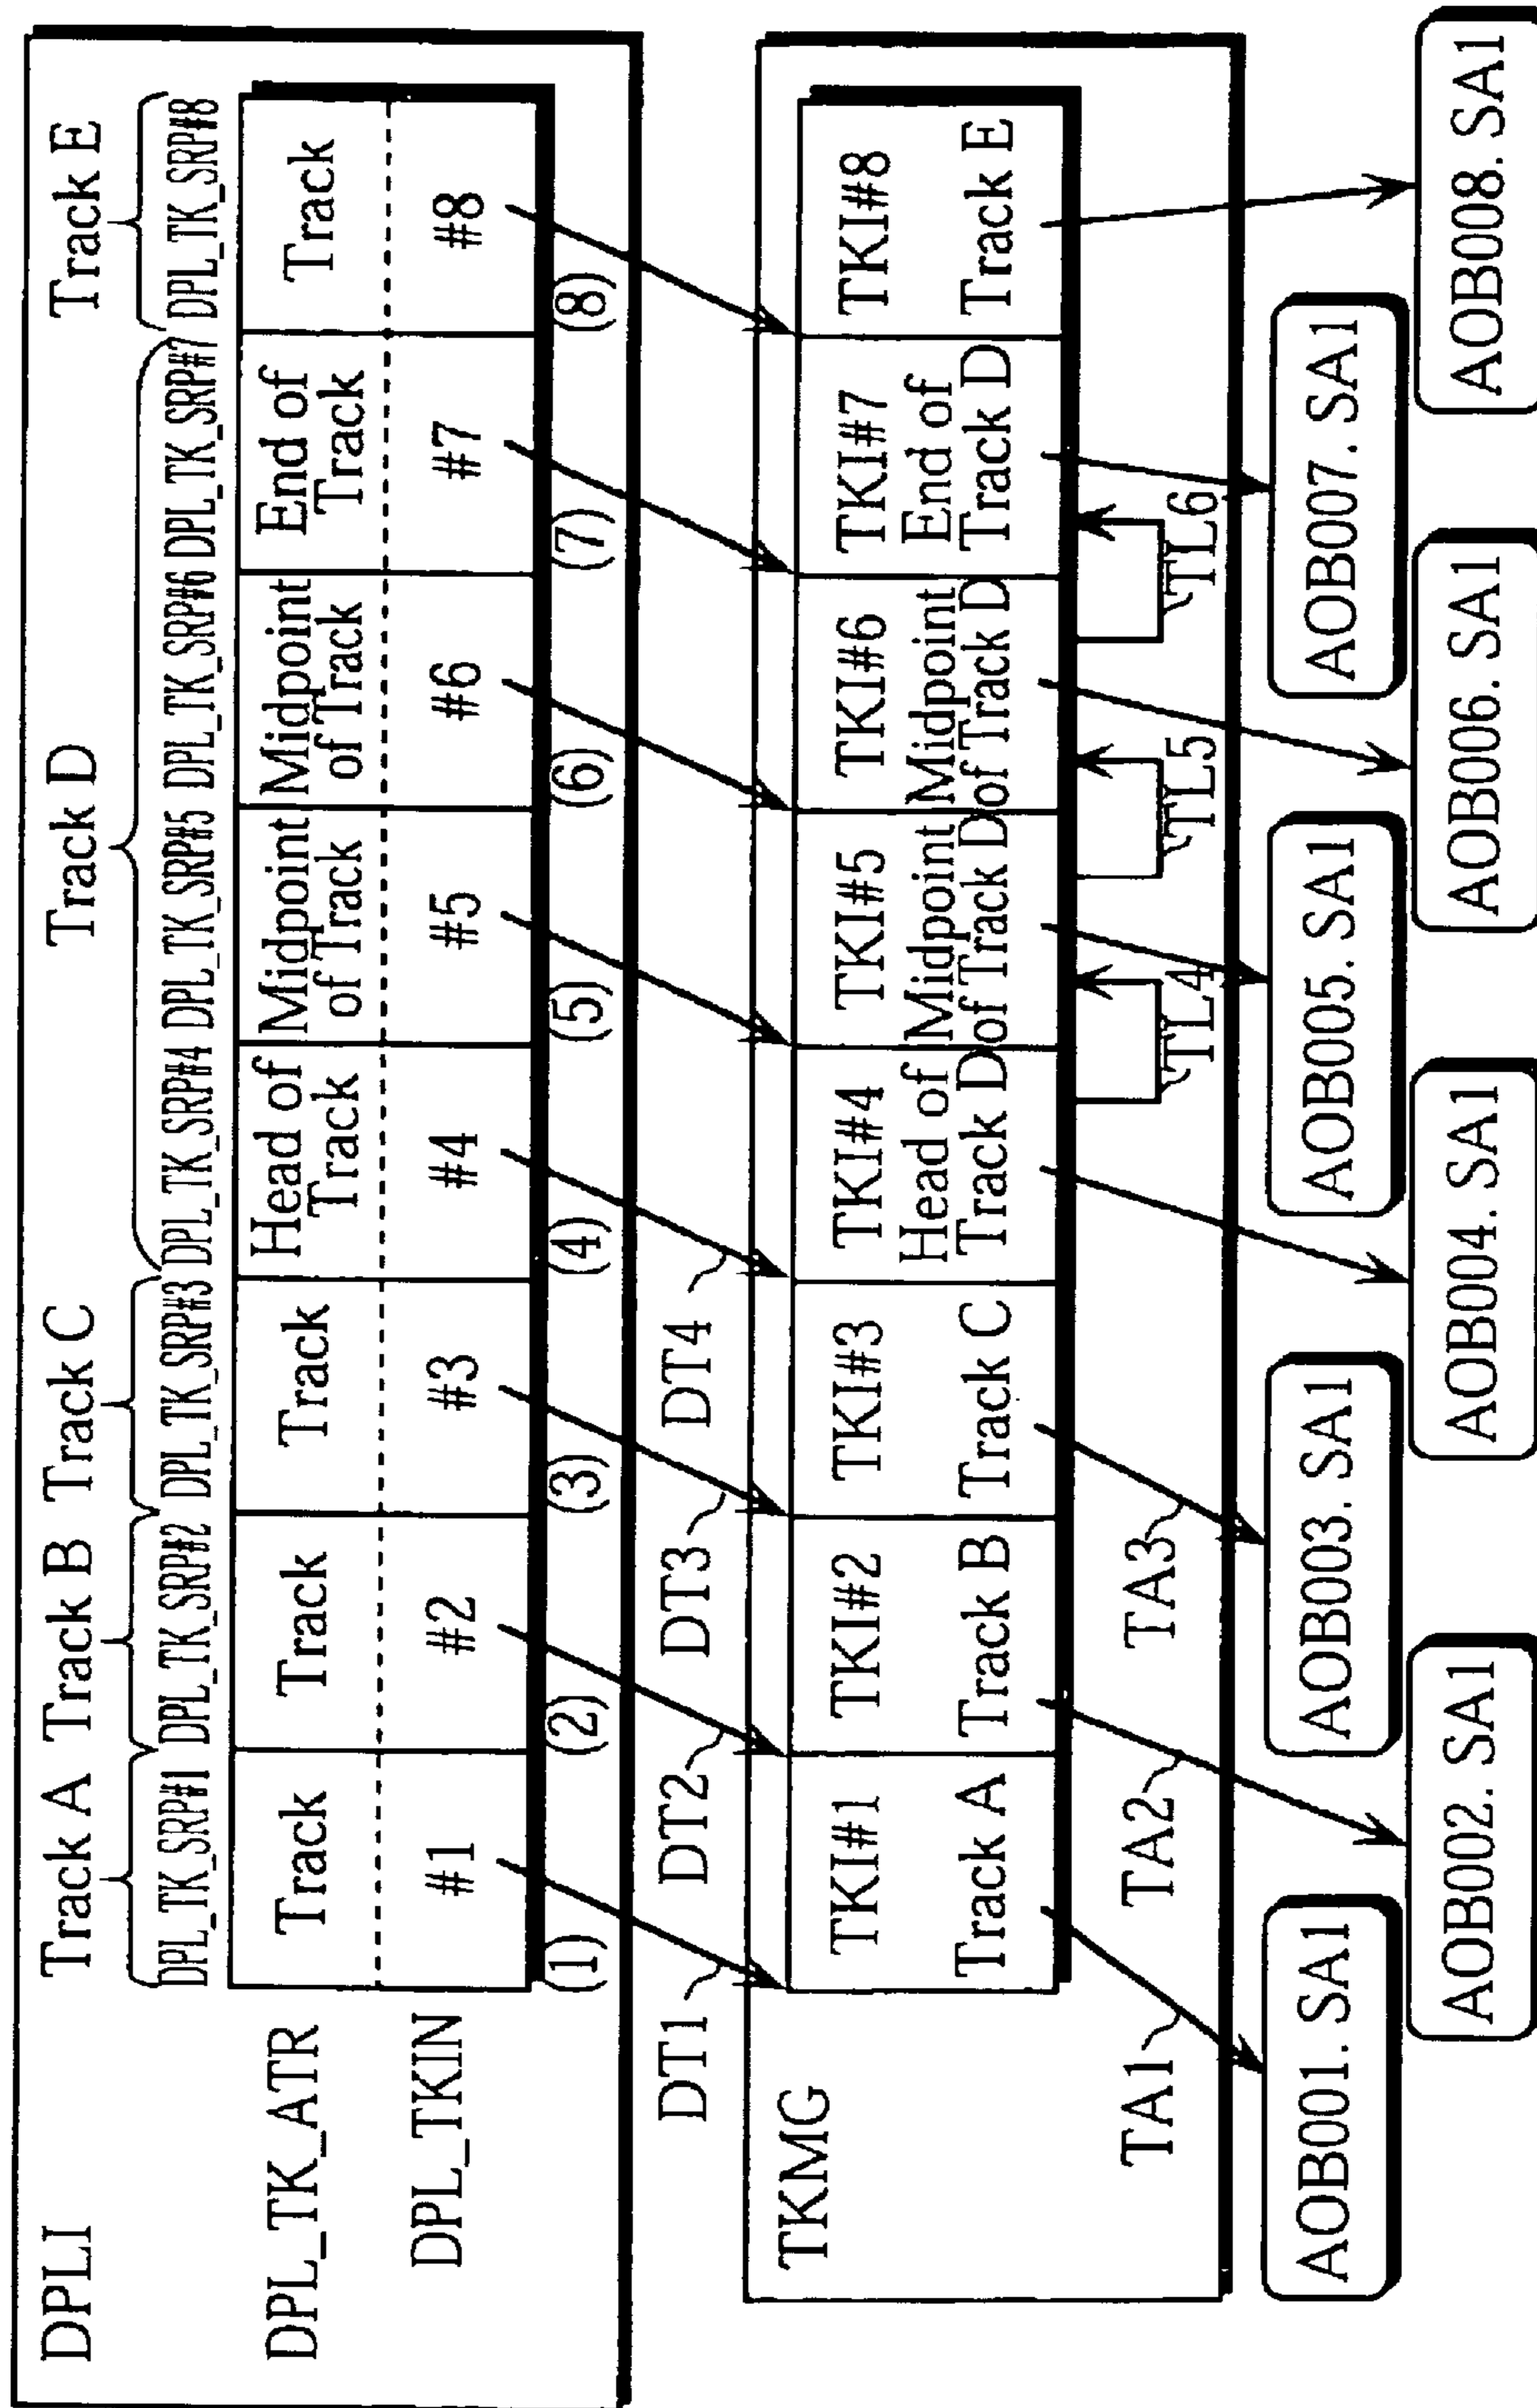 DPLI
Track A Track B Track C Track D Track E
DPL_TK_SRP#1 DPL_TK_SRP#2 DPL_TK_SRP#3 DPL_TK_SRP#4 DPL_TK_SRP#5 DPL_TK_SRP#6 DPL_TK_SRP#7 DPL_TK_SRP#8
DPL_TK_ATR
Track
Track
Track
Head of
Track
Midpoint
of Track
Midpoint
of Track
End of
Track
Track
DPL_TKIN
#1 #2 #3 #4 #5 #6 #7 #8
(1) (2) (3) (4) (5) (6) (7) (8)
DT1 DT2 DT3 DT4
TKMG
TKI#1
Track A
TKI#2
Track B
TKI#3
Track C
TKI#4
Head of
Track D
TKI#5
Midpoint
of Track D
TKI#6
Midpoint
of Track D
TKI#7
End of
Track D
TKI#8
Track E
TA1 TA2 TA3 TL4 TL5 TL6
AOB001. SA1 AOB003. SA1 AOB005. SA1 AOB007. SA1
AOB002. SA1 AOB004. SA1 AOB006. SA1 AOB008. SA1